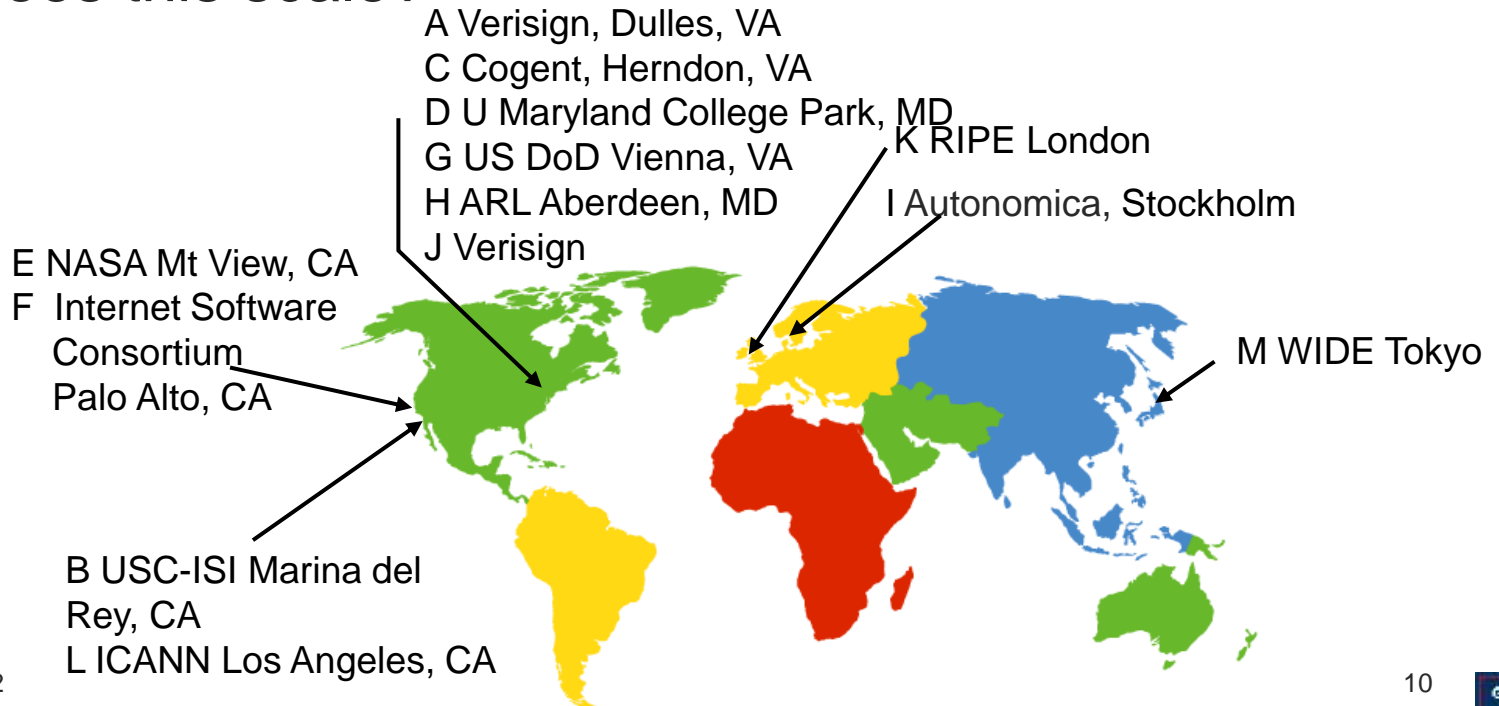 A Verisign, Dulles, VA
C Cogent, Herndon, VA
D U Maryland College Park, MD
G US DoD Vienna, VA
H ARL Aberdeen, MD
J Verisign
K RIPE London
I Autonomica, Stockholm
E NASA Mt View, CA
F Internet Software
Consortium
Palo Alto, CA
M WIDE Tokyo
B USC-ISI Marina del
Rey, CA
L ICANN Los Angeles, CA
10